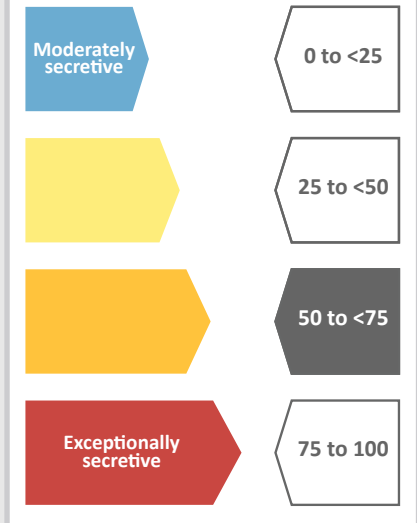 Moderately
secretive
0 to <25
25 to <50
50 to <75
Exceptionally
secretive
75 to 100